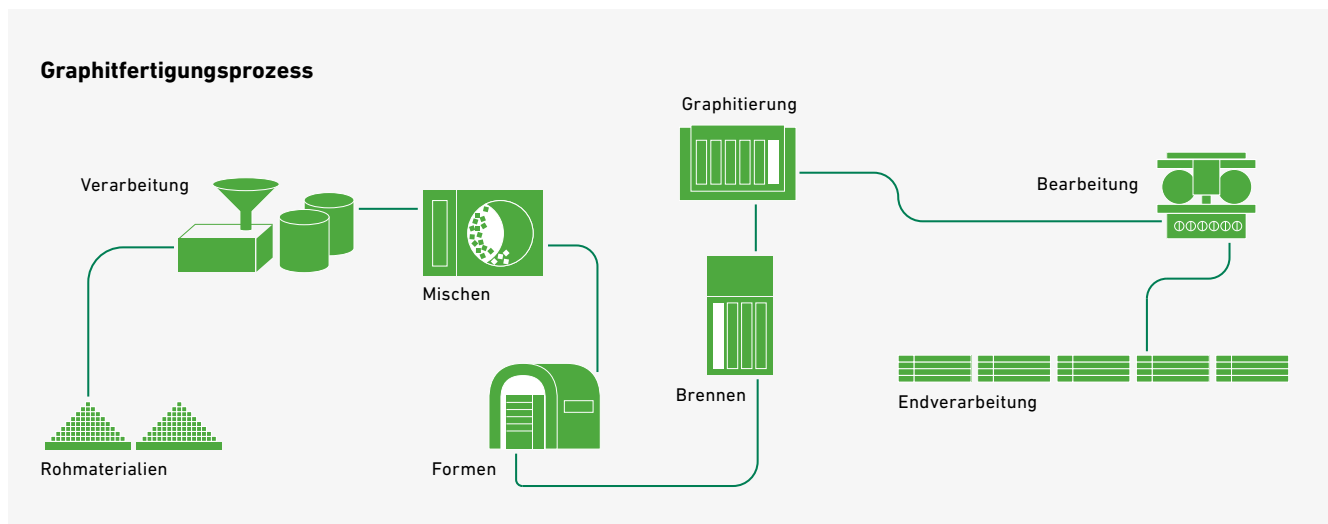 Graphitfertigungsprozess
Rohmaterialien
Verarbeitung
Mischen
Formen
Brennen
Graphitierung
Bearbeitung
Endverarbeitung